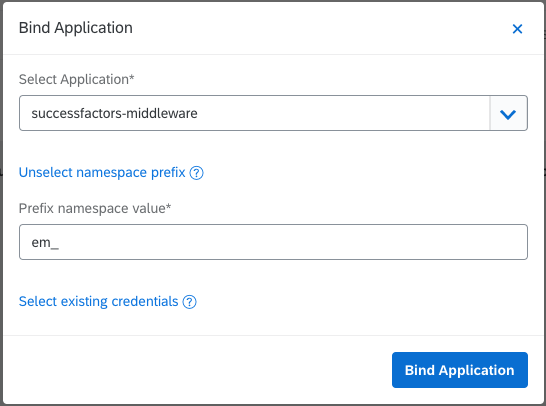 Bind Application
Select Application*
successfactors-middleware
Unselect namespace prefix
Prefix namespace value*
em_
Select existing credentials
Bind Application